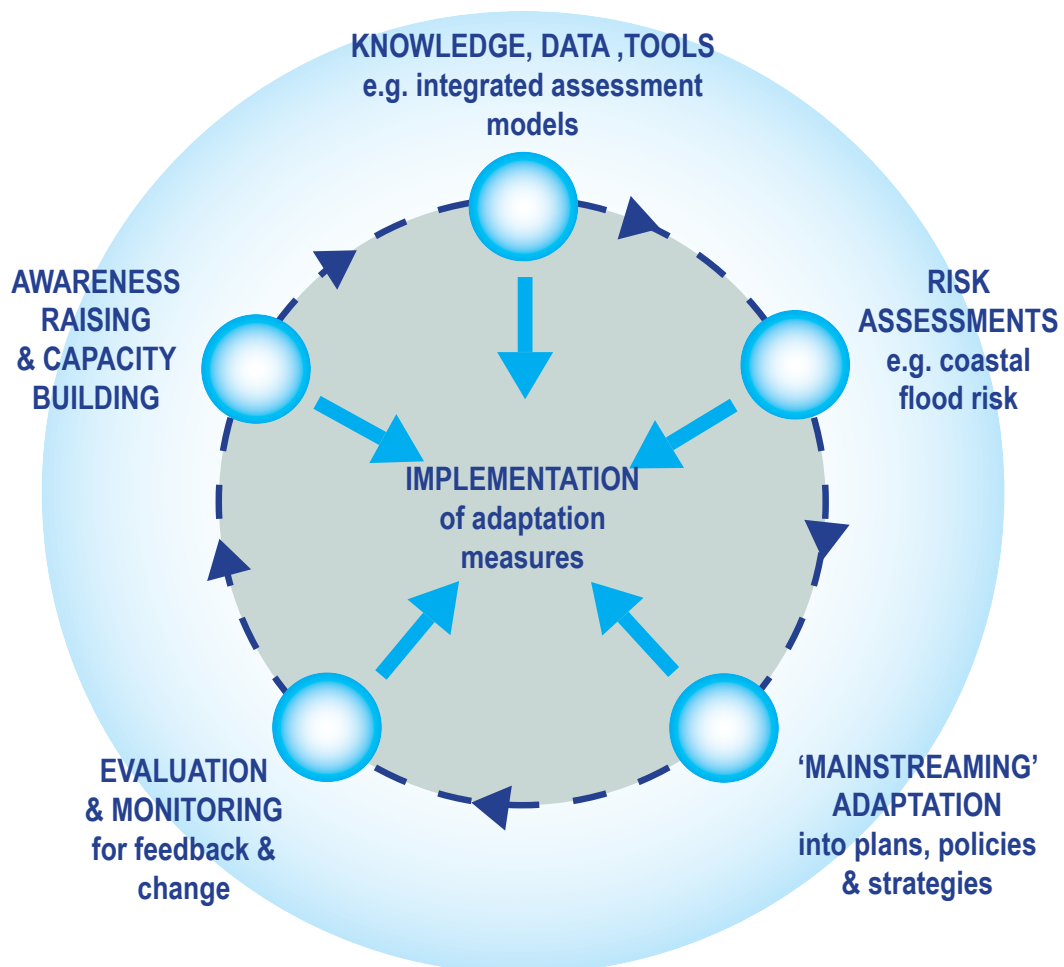 KNOWLEDGE, DATA ,TOOLS
e.g. integrated assessment
models
AWARENESS
RAISING
& CAPACITY
BUILDING
RISK
ASSESSMENTS
e.g. coastal
flood risk
IMPLEMENTATION
of adaptation
measures
EVALUATION
& MONITORING
for feedback &
change
‘MAINSTREAMING’
ADAPTATION
into plans, policies
& strategies